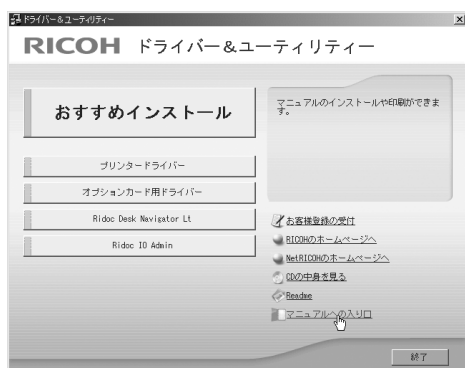 ドライバー&ユーティリティー
RICOH ドライバー&ユーティリティー
おすすめインストール
プリンタードライバー
オプションカード用ドライバー
Ridoc Desk Navigator Lt
Ridoc IO Admin
マニュアルのインストールや印刷ができま
す。
お客様登録の受付
RICOHのホームページへ
NetRICOHのホームページへ
CDの中身を見る
Readme
マニュアルへの入り口
終了